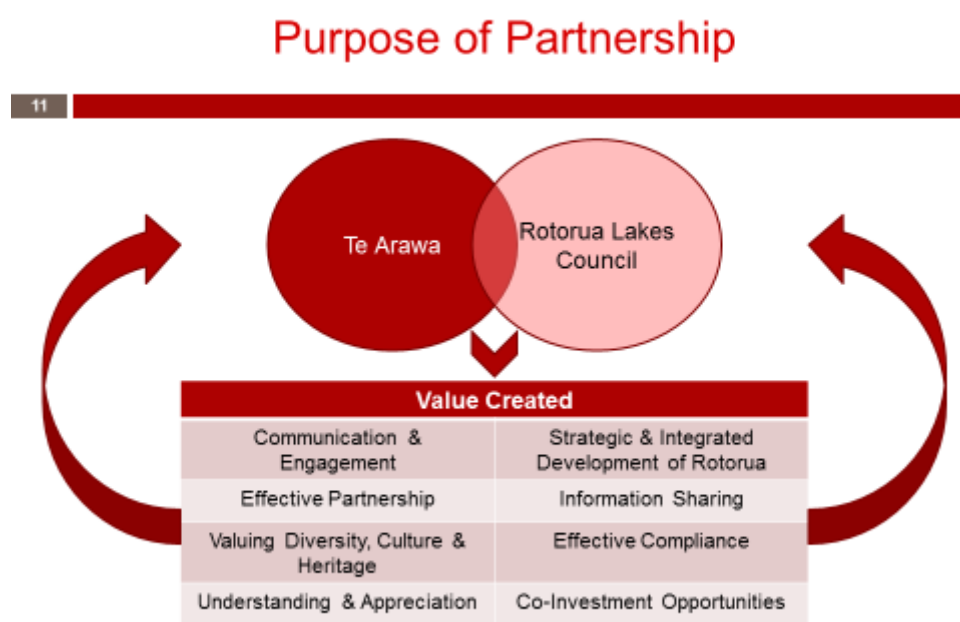 Purpose of Partnership
11
Te Arawa
Rotorua Lakes
Council
Value Created
Communication &
Engagement
Strategic & Integrated
Development of Rotorua
Effective Partnership
Information Sharing
Valuing Diversity, Culture &
Heritage
Effective Compliance
Understanding & Appreciation
Co-Investment Opportunities